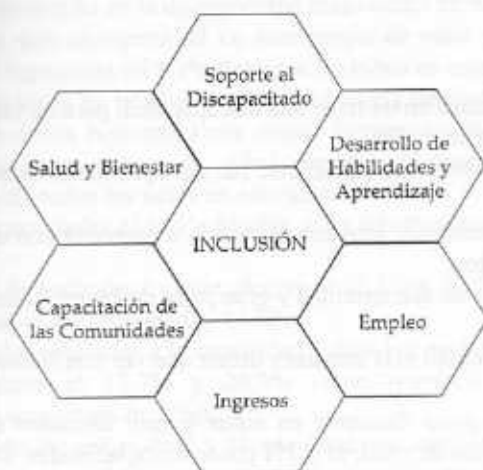 Soporte al
Discapacitado
Salud y Bienestar
Desarrollo de
Habilidades y
Aprendizaje
INCLUSIÓN
Capacitación de
las Comunidades
Empleo
Ingresos